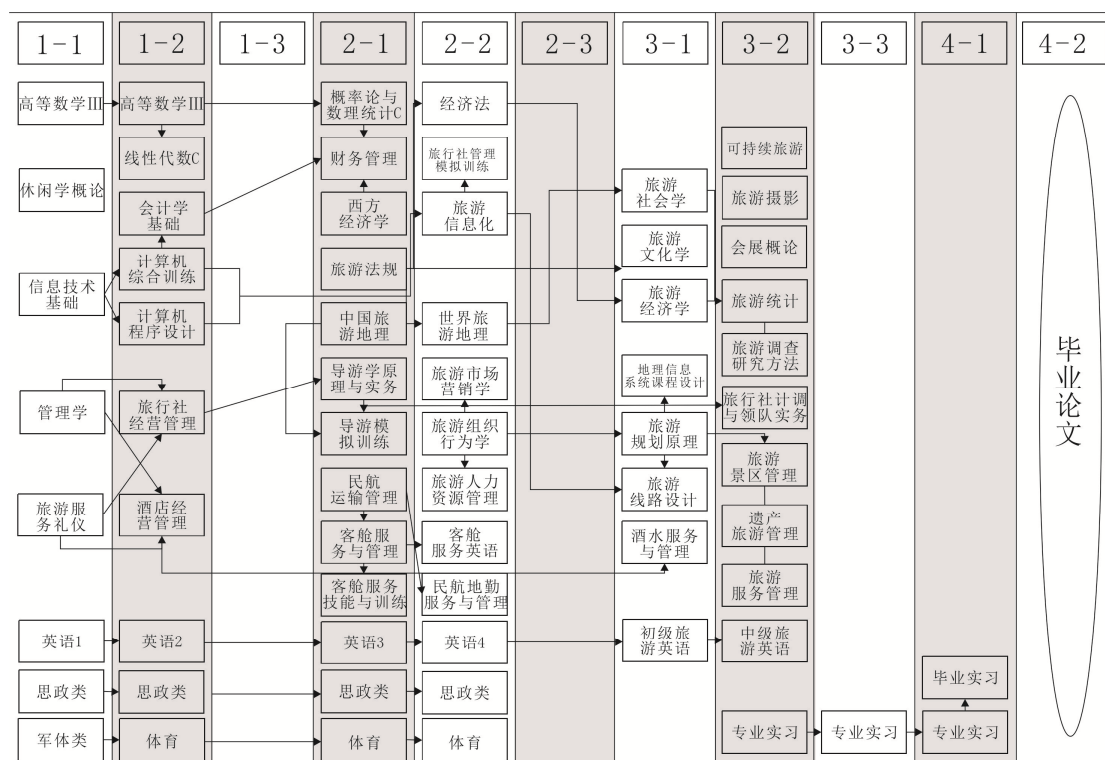 1-1
1-2
1-3
2-1
2-2
2-3
3-1
3-2
3-3
4-1
4-2
高等数学Ⅲ
休闲学概论
信息技术
基础
管理学
旅游服
务礼仪
英语1
思政类
军体类
高等数学Ⅲ
线性代数C
会计学
基础
计算机
综合训练
计算机
程序设计
旅行社
经营管理
酒店经
营管理
英语2
思政类
体育
概率论与
数理统计C
财务管理
西方
经济学
旅游法规
中国旅
游地理
导游学原
理与实务
导游模
拟训练
民航
运输管理
客舱服
务与管理
客舱服务
技能与训练
英语3
思政类
体育
经济法
旅行社管理
模拟训练
旅游
信息化
世界旅
游地理
旅游市场
营销学
旅游组织
行为学
旅游人力
资源管理
客舱
服务英语
民航地勤
服务与管理
英语4
思政类
体育
旅游
社会学
旅游
文化学
旅游
经济学
地理信息
系统课程设计
旅游
规划原理
旅游
线路设计
酒水服务
与管理
初级旅
游英语
可持续旅游
旅游摄影
会展概论
旅游统计
旅游调查
研究方法
旅行社计调
与领队实务
旅游
景区管理
遗产
旅游管理
旅游
服务管理
中级旅
游英语
专业实习
专业实习
毕业实习
专业实习
毕业论文